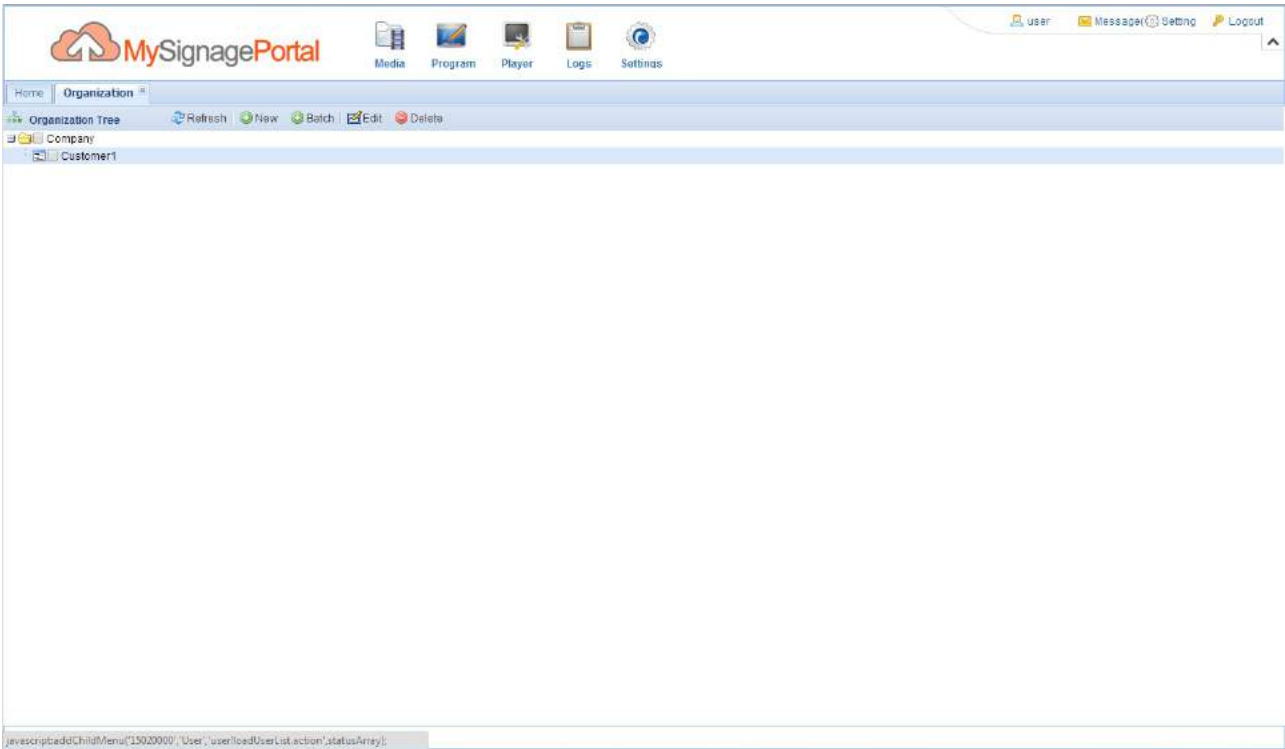 user Message( Setting Logout
MySignagePortal
Media Program Player Logs Settings
Home Organization
Organization Tree Refresh New Batch Edit Delete
Company
Customer1
javascript:addChildMenu('15020000','User','user!loadUserList.action',statusArray);